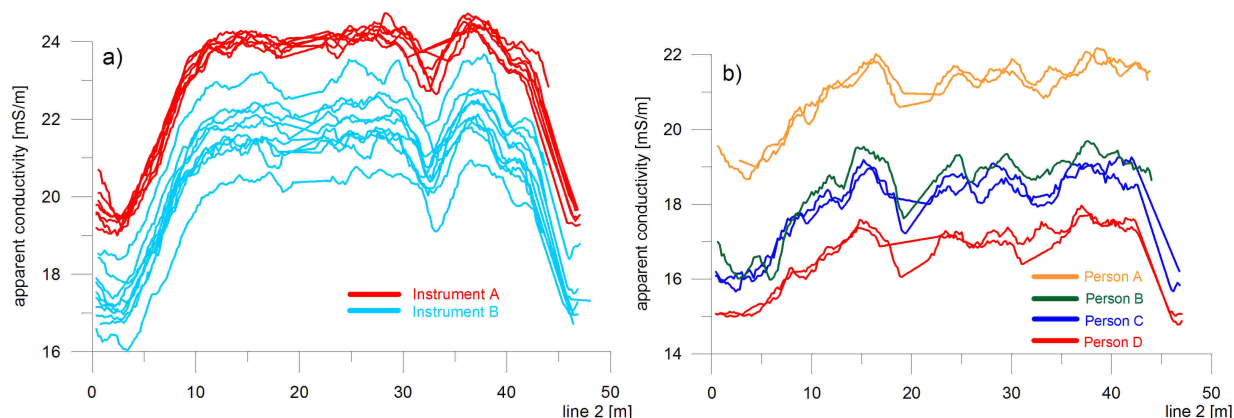 a)
apparent conductivity [mS/m]
24
22
20
18
16
Instrument A
Instrument B
0
10
20
30
40
50
line 2 [m]
b)
apparent conductivity [mS/m]
22
20
18
16
14
Person A
Person B
Person C
Person D
0
10
20
30
40
50
line 2 [m]